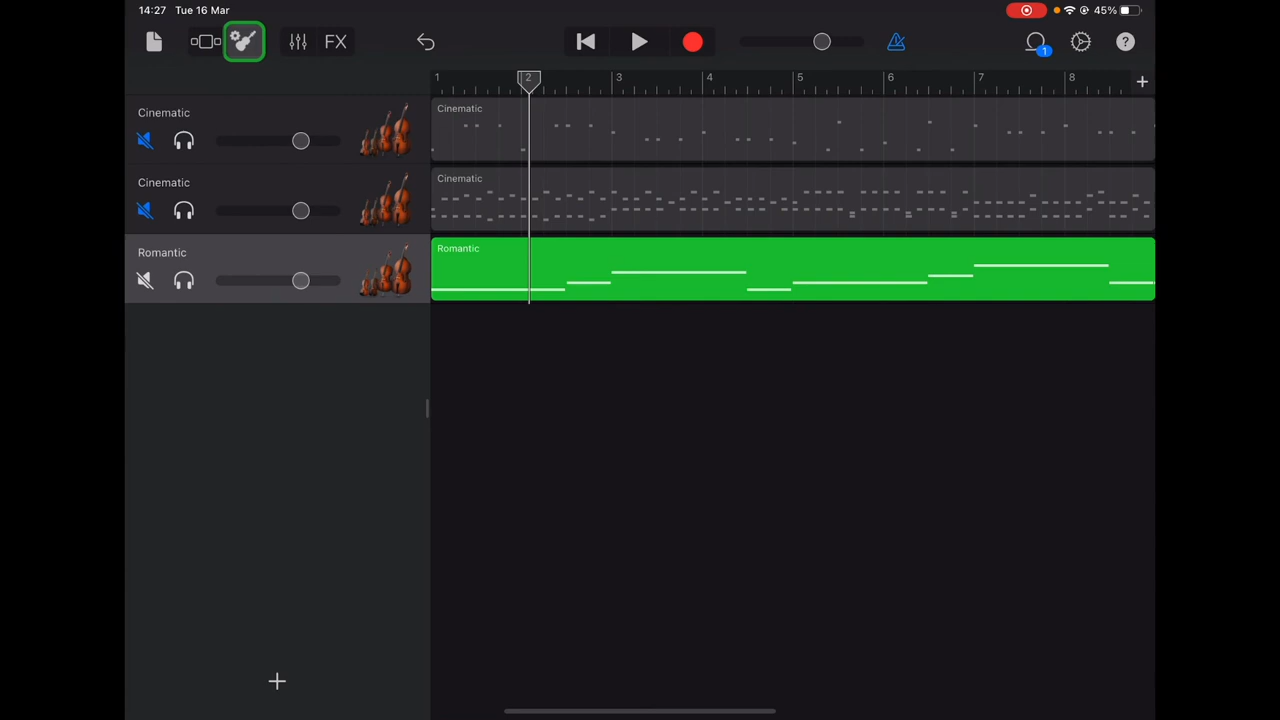 14:27 Tue 16 Mar 45%
FX 1 ?
1 2 3 4 5 6 7 8 +
Cinematic Cinematic
Cinematic Cinematic
Romantic Romantic
+